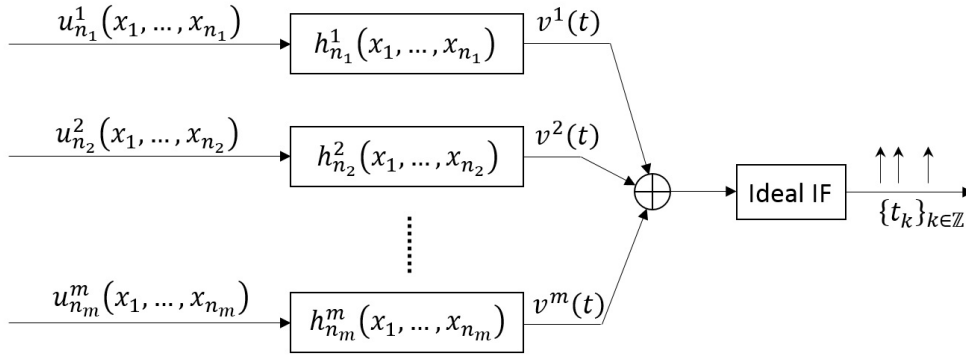 u^1_{n_1}(x_1, ..., x_{n_1})
h^1_{n_1}(x_1, ..., x_{n_1})
v^1(t)
u^2_{n_2}(x_1, ..., x_{n_2})
h^2_{n_2}(x_1, ..., x_{n_2})
v^2(t)
Ideal IF
{t_k}_{k∈ℤ}
u^m_{n_m}(x_1, ..., x_{n_m})
h^m_{n_m}(x_1, ..., x_{n_m})
v^m(t)